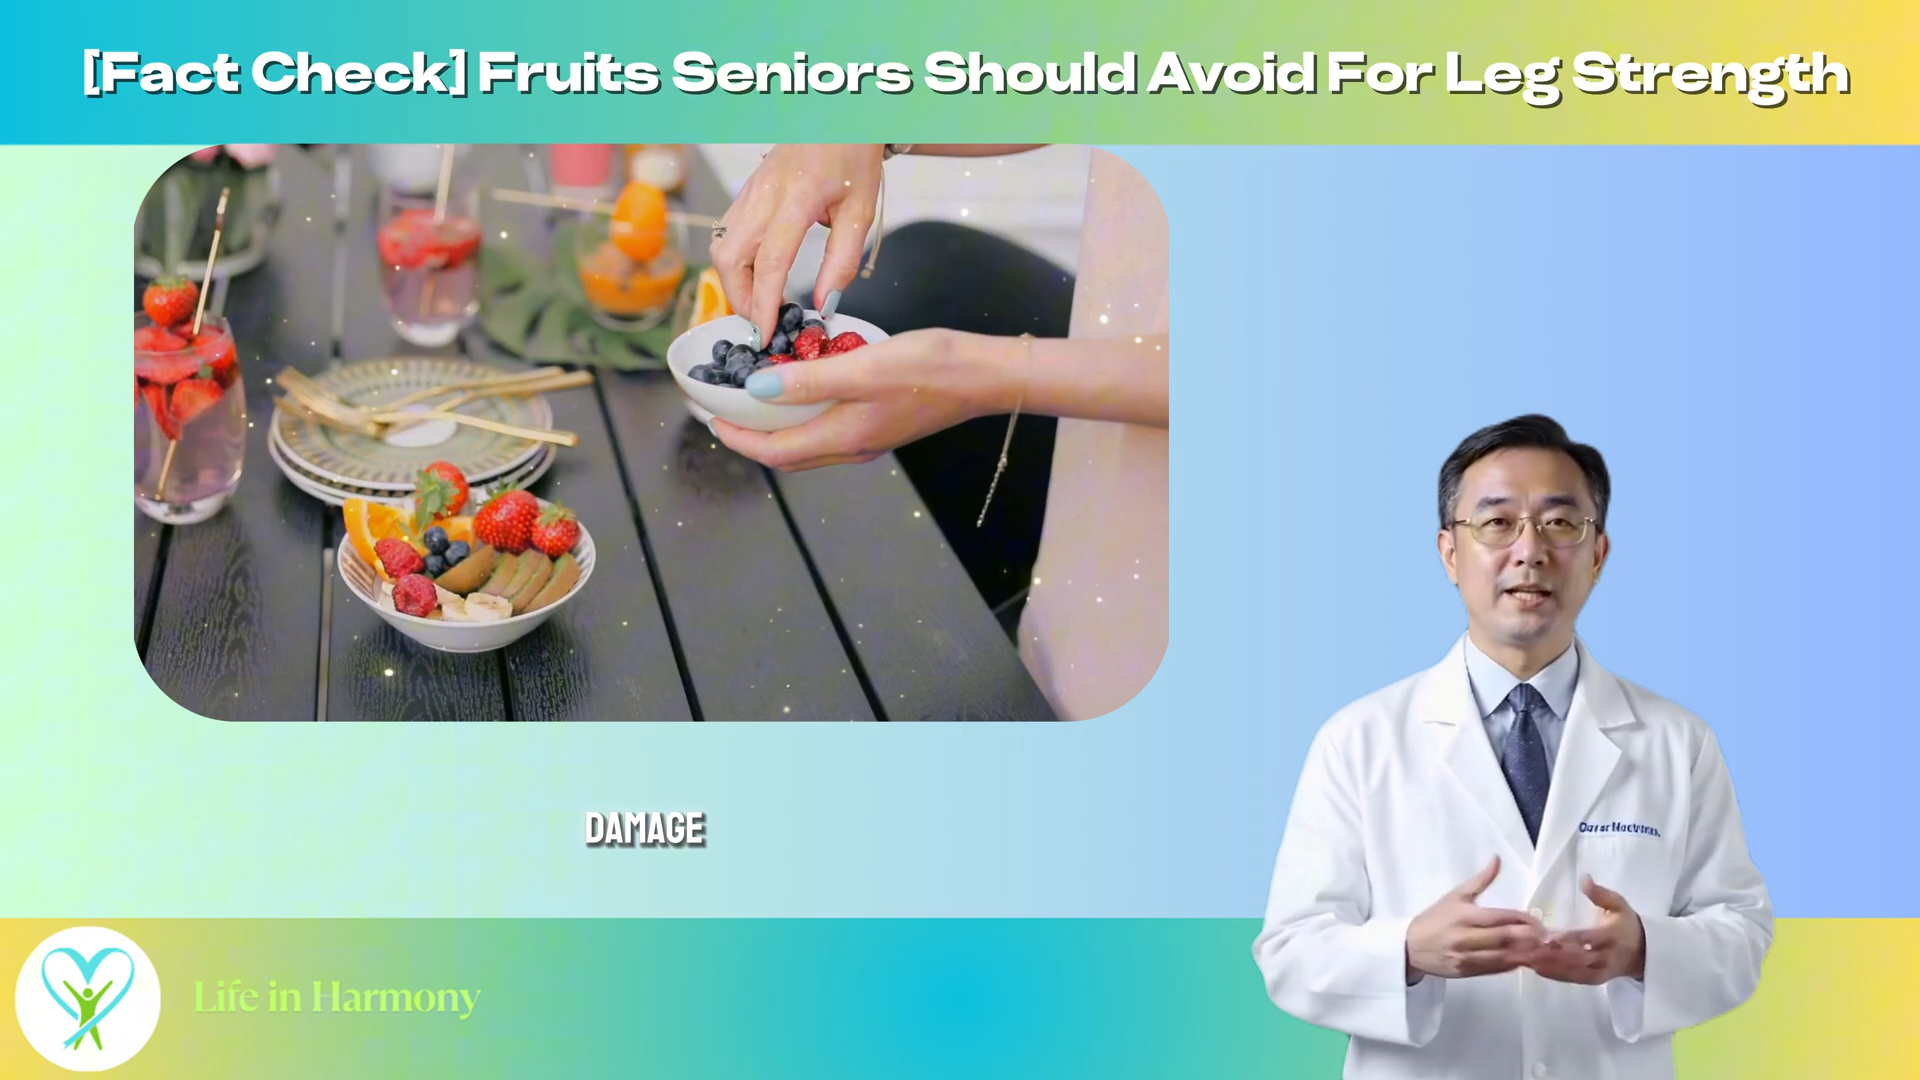 [Fact Check] Fruits Seniors Should Avoid For Leg Strength
DAMAGE
Life in Harmony